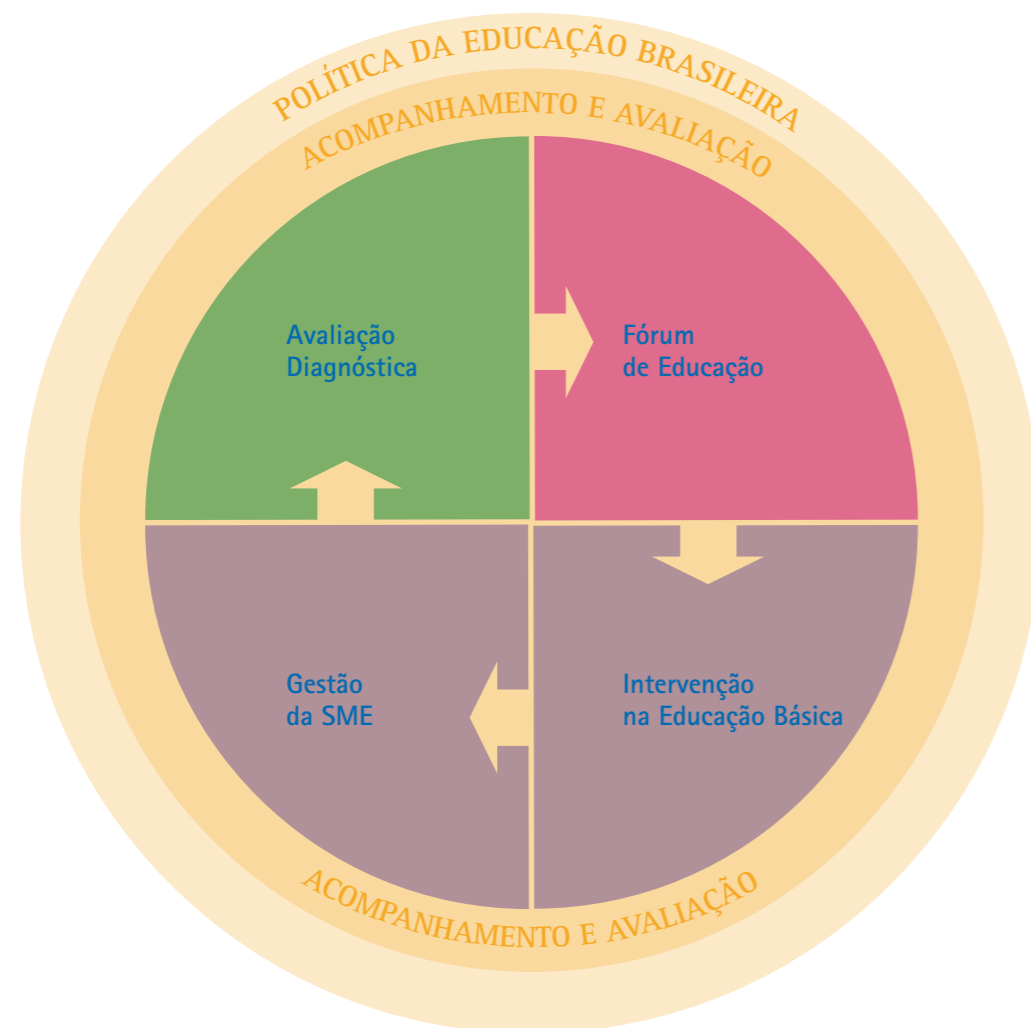 POLÍTICA DA EDUCAÇÃO BRASILEIRA
ACOMPANHAMENTO E AVALIAÇÃO
Avaliação
Diagnóstica
Fórum
de Educação
Gestão
da SME
Intervenção
na Educação Básica
ACOMPANHAMENTO E AVALIAÇÃO